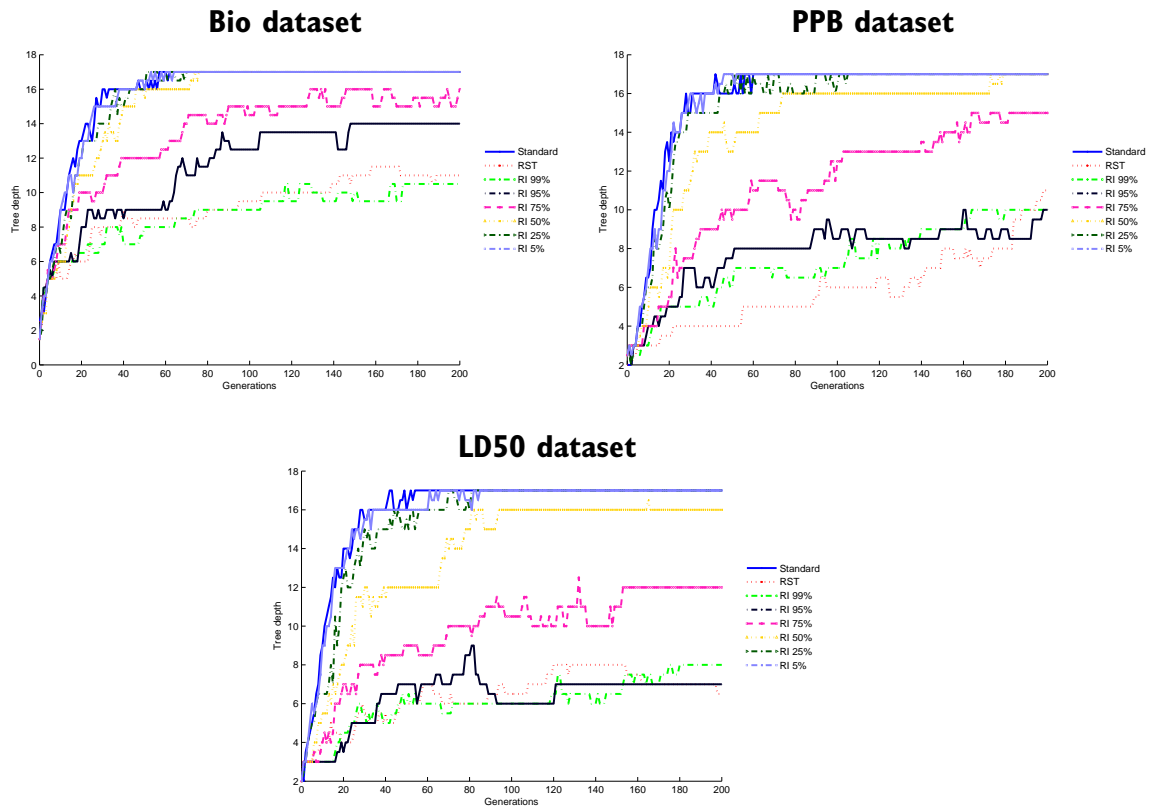 Bio dataset
18
16
14
12
10
8
6
4
2
0
Tree depth
0 20 40 60 80 100 120 140 160 180 200
Generations
Standard
RST
RI 99%
RI 95%
RI 75%
RI 50%
RI 25%
RI 5%
PPB dataset
18
16
14
12
10
8
6
4
2
Tree depth
0 20 40 60 80 100 120 140 160 180 200
Generations
Standard
RST
RI 99%
RI 95%
RI 75%
RI 50%
RI 25%
RI 5%
LD50 dataset
18
16
14
12
10
8
6
4
2
Tree depth
0 20 40 60 80 100 120 140 160 180 200
Generations
Standard
RST
RI 99%
RI 95%
RI 75%
RI 50%
RI 25%
RI 5%